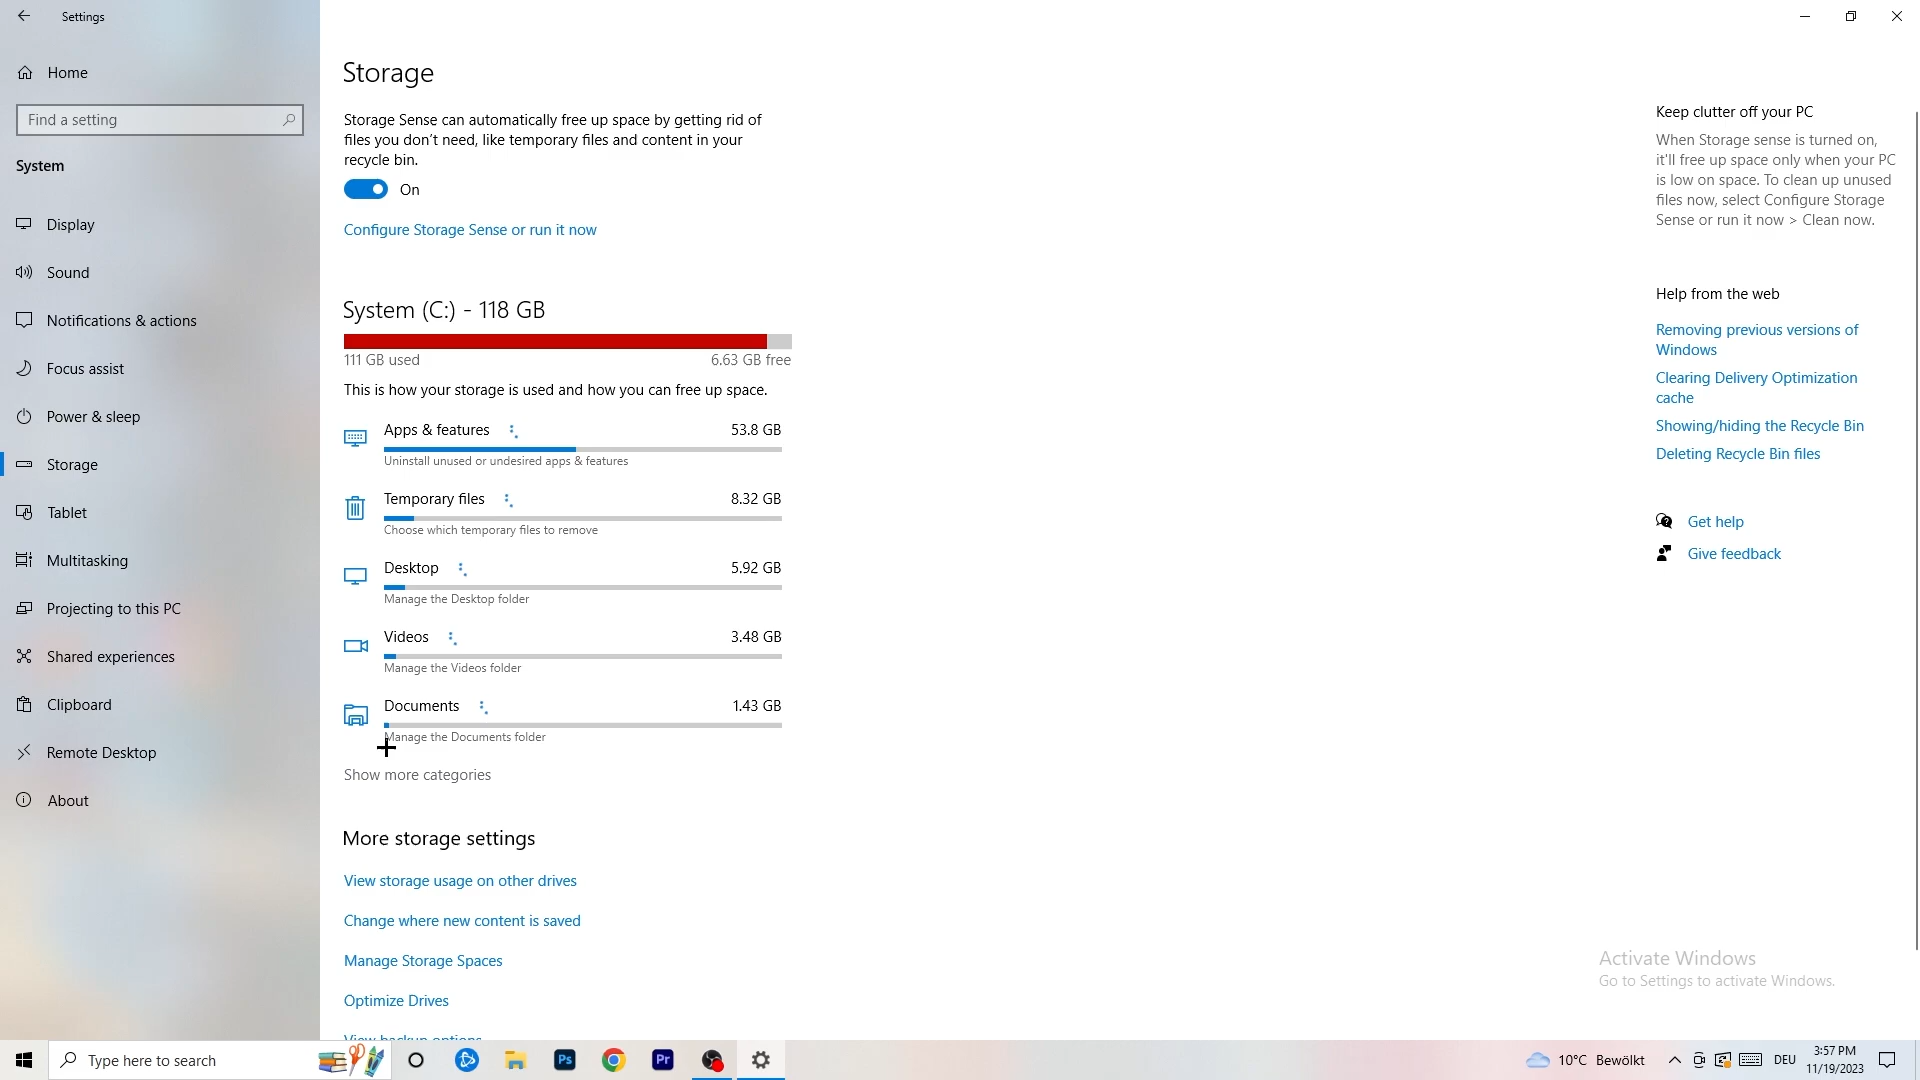 Settings
Home
Find a setting
System
Display
Sound
Notifications & actions
Focus assist
Power & sleep
Storage
Tablet
Multitasking
Projecting to this PC
Shared experiences
Clipboard
Remote Desktop
About
Storage
Storage Sense can automatically free up space by getting rid of
files you don't need, like temporary files and content in your
recycle bin.
On
Configure Storage Sense or run it now
System (C:) - 118 GB
111 GB used
6.63 GB free
This is how your storage is used and how you can free up space.
Apps & features
53.8 GB
Uninstall unused or undesired apps & features
Temporary files
8.32 GB
Choose which temporary files to remove
Desktop
5.92 GB
Manage the Desktop folder
Videos
3.48 GB
Manage the Videos folder
Documents
1.43 GB
Manage the Documents folder
Show more categories
More storage settings
View storage usage on other drives
Change where new content is saved
Manage Storage Spaces
Optimize Drives
View backup options
Keep clutter off your PC
When Storage sense is turned on,
it'll free up space only when your PC
is low on space. To clean up unused
files now, select Configure Storage
Sense or run it now > Clean now.
Help from the web
Removing previous versions of
Windows
Clearing Delivery Optimization
cache
Showing/hiding the Recycle Bin
Deleting Recycle Bin files
Get help
Give feedback
Activate Windows
Go to Settings to activate Windows.
Type here to search
Ps
Pr
10°C Bewölkt
DEU
3:57 PM
11/19/2023